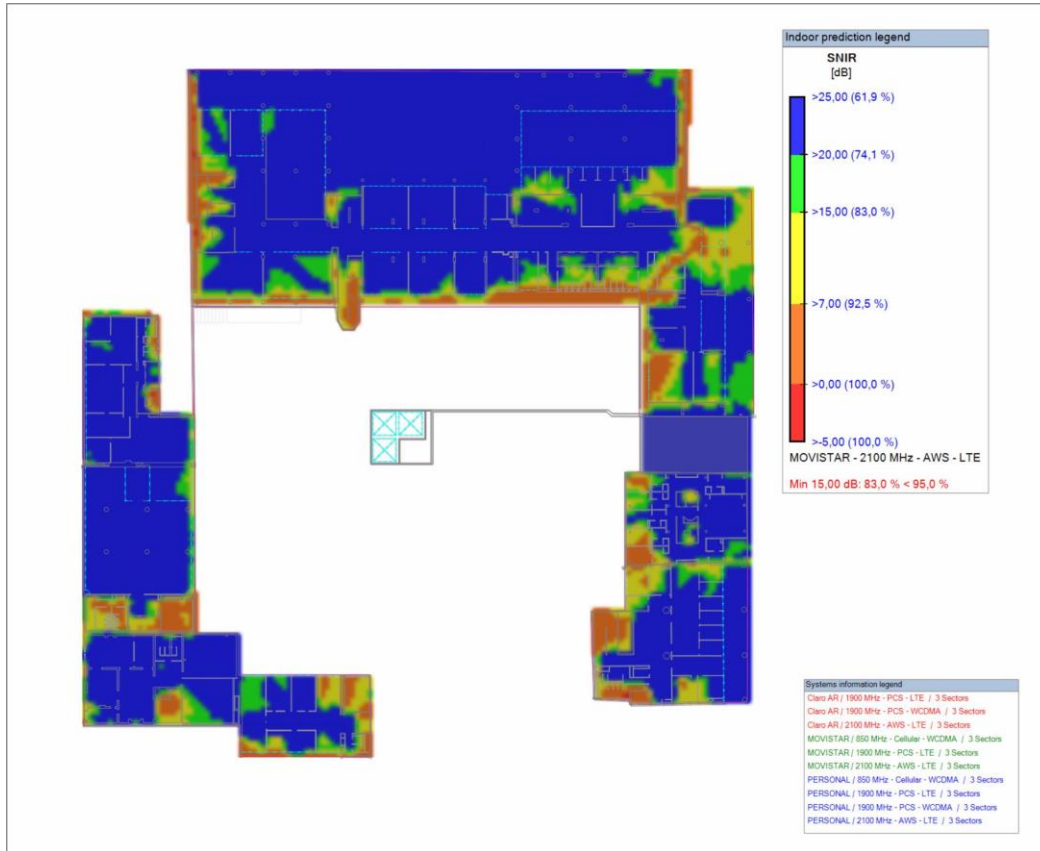 Indoor prediction legend
SNIR
[dB]
>25,00 (61,9 %)
>20,00 (74,1 %)
>15,00 (83,0 %)
>7,00 (92,5 %)
>0,00 (100,0 %)
>-5,00 (100,0 %)
MOVISTAR - 2100 MHz - AWS - LTE
Min 15,00 dB: 83,0 % < 95,0 %
Systems information legend
Claro AR / 1900 MHz - PCS - LTE / 3 Sectors
Claro AR / 1900 MHz - PCS - WCDMA / 3 Sectors
Claro AR / 2100 MHz - AWS - LTE / 3 Sectors
MOVISTAR / 850 MHz - Cellular - WCDMA / 3 Sectors
MOVISTAR / 1900 MHz - PCS - LTE / 3 Sectors
MOVISTAR / 2100 MHz - AWS - LTE / 3 Sectors
PERSONAL / 850 MHz - Cellular - WCDMA / 3 Sectors
PERSONAL / 1900 MHz - PCS - LTE / 3 Sectors
PERSONAL / 1900 MHz - PCS - WCDMA / 3 Sectors
PERSONAL / 2100 MHz - AWS - LTE / 3 Sectors